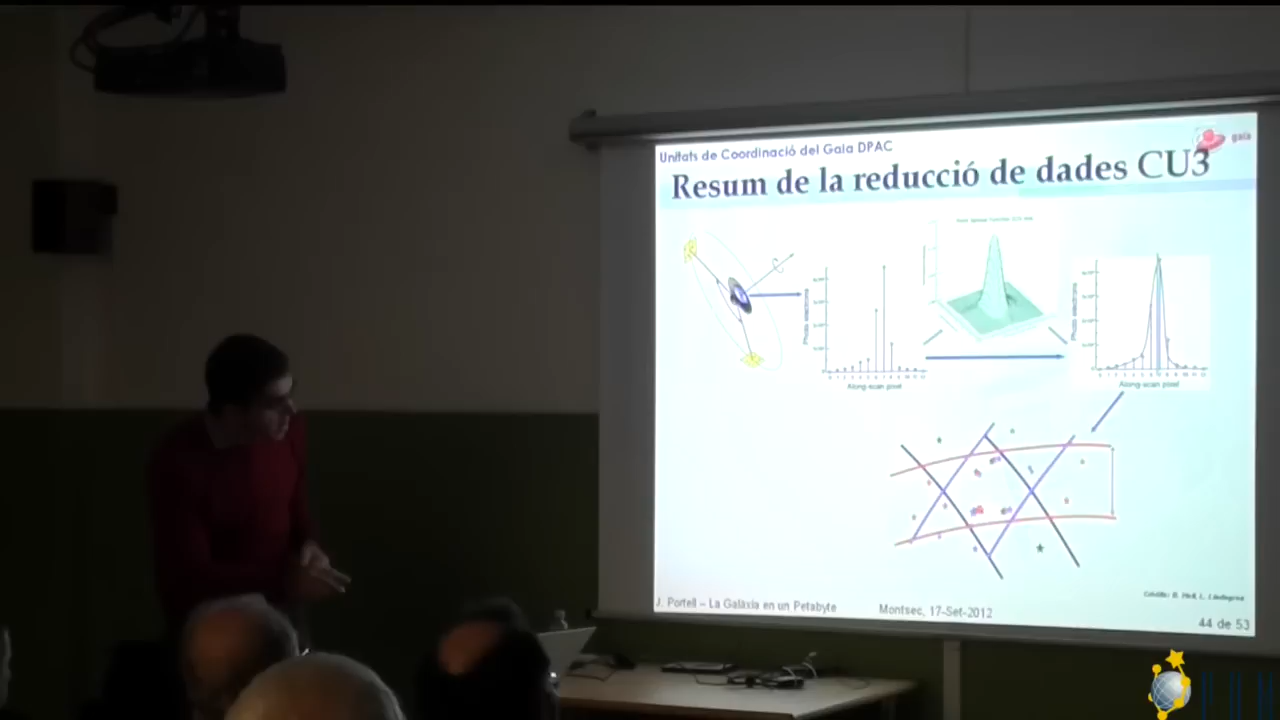 Unitats de Coordinació del Gaia DPAC
gaia
Resum de la reducció de dades CU3
Along-scan pixel
Along-scan pixel
J. Portell – La Galàxia en un Petabyte
Montsec, 17-Set-2012
44 de 53